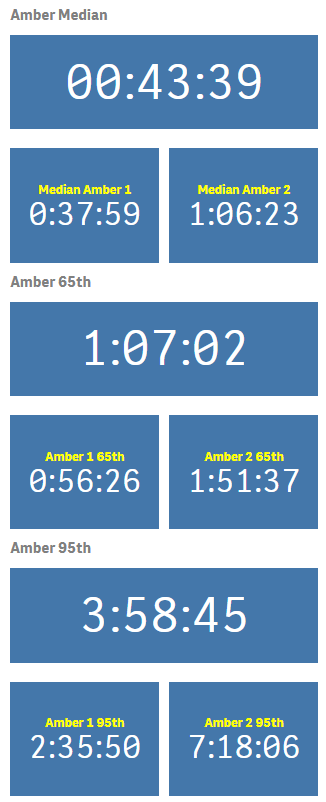 Amber Median
00:43:39
Median Amber 1
0:37:59
Median Amber 2
1:06:23
Amber 65th
1:07:02
Amber 1 65th
0:56:26
Amber 2 65th
1:51:37
Amber 95th
3:58:45
Amber 1 95th
2:35:50
Amber 2 95th
7:18:06